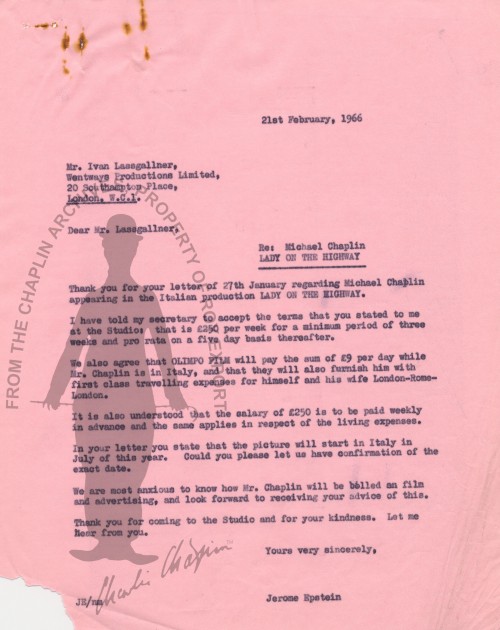 21st February, 1966
Mr. Ivan Lassgallner,
Wentways Productions Limited,
20 Southampton Place,
London. W.C.1.
Dear Mr. Lassgallner,
Re: Michael Chaplin
LADY ON THE HIGHWAY
Thank you for your letter of 27th January regarding Michael Chaplin
appearing in the Italian production LADY ON THE HIGHWAY.
I have told my secretary to accept the terms that you stated to me
at the Studio: that is £250 per week for a minimum period of three
weeks and pro rata on a five day basis thereafter.
We also agree that OLIMPO FILM will pay the sum of £9 per day while
Mr. Chaplin is in Italy, and that they will also furnish him with
first class travelling expenses for himself and his wife London-Rome-
London.
It is also understood that the salary of £250 is to be paid weekly
in advance and the same applies in respect of the living expenses.
In your letter you state that the picture will start in Italy in
July of this year. Could you please let us have confirmation of the
exact date.
We are most anxious to know how Mr. Chaplin will be billed on film
and advertising, and look forward to receiving your advice of this.
Thank you for coming to the Studio and for your kindness. Let me
hear from you.
Yours very sincerely,
JE/nm
Jerome Epstein
FROM THE CHAPLIN ARCHIVES PROPERTY OF ROY EXPORT
Charlie Chaplin